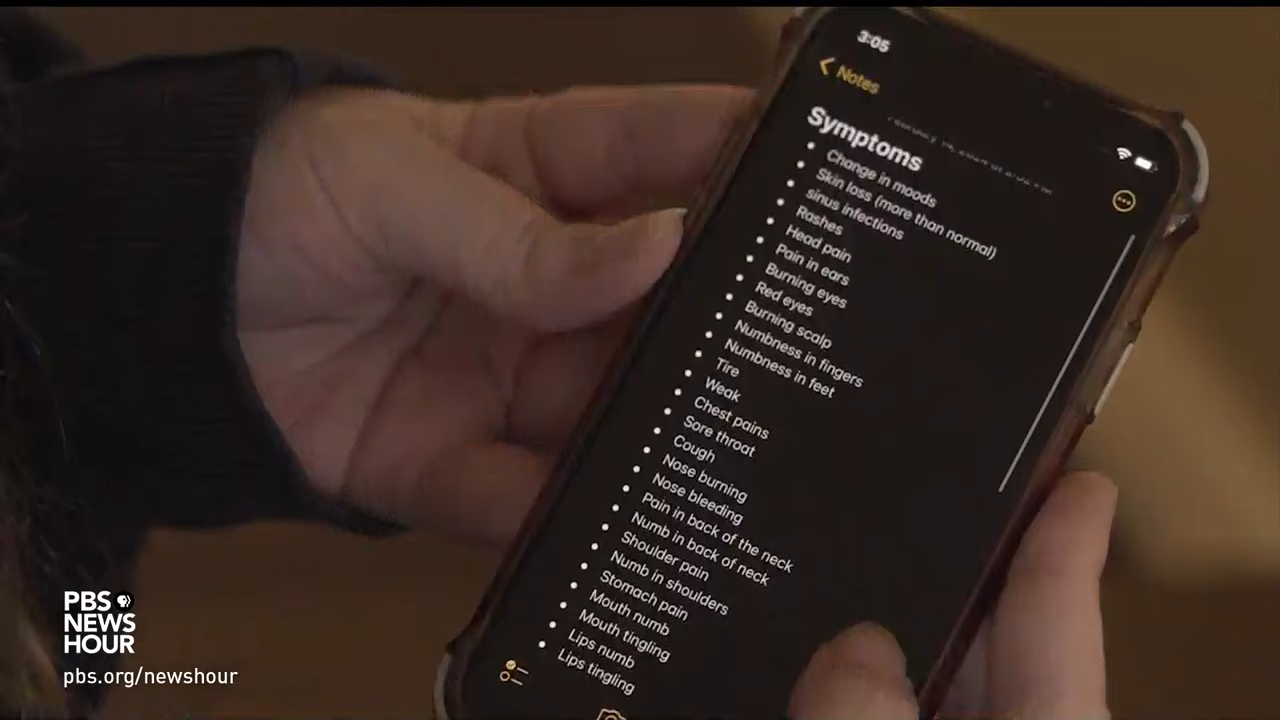 3:05
Notes
Symptoms
Change in moods
Skin loss (more than normal)
sinus infections
Rashes
Head pain
Pain in ears
Burning eyes
Red eyes
Burning scalp
Numbness in fingers
Numbness in feet
Tire
Weak
Chest pains
Sore throat
Cough
Nose burning
Nose bleeding
Pain in back of the neck
Numb in back of neck
Shoulder pain
Numb in shoulders
Stomach pain
Mouth numb
Mouth tingling
Lips numb
Lips tingling
PBS
NEWS
HOUR
pbs.org/newshour